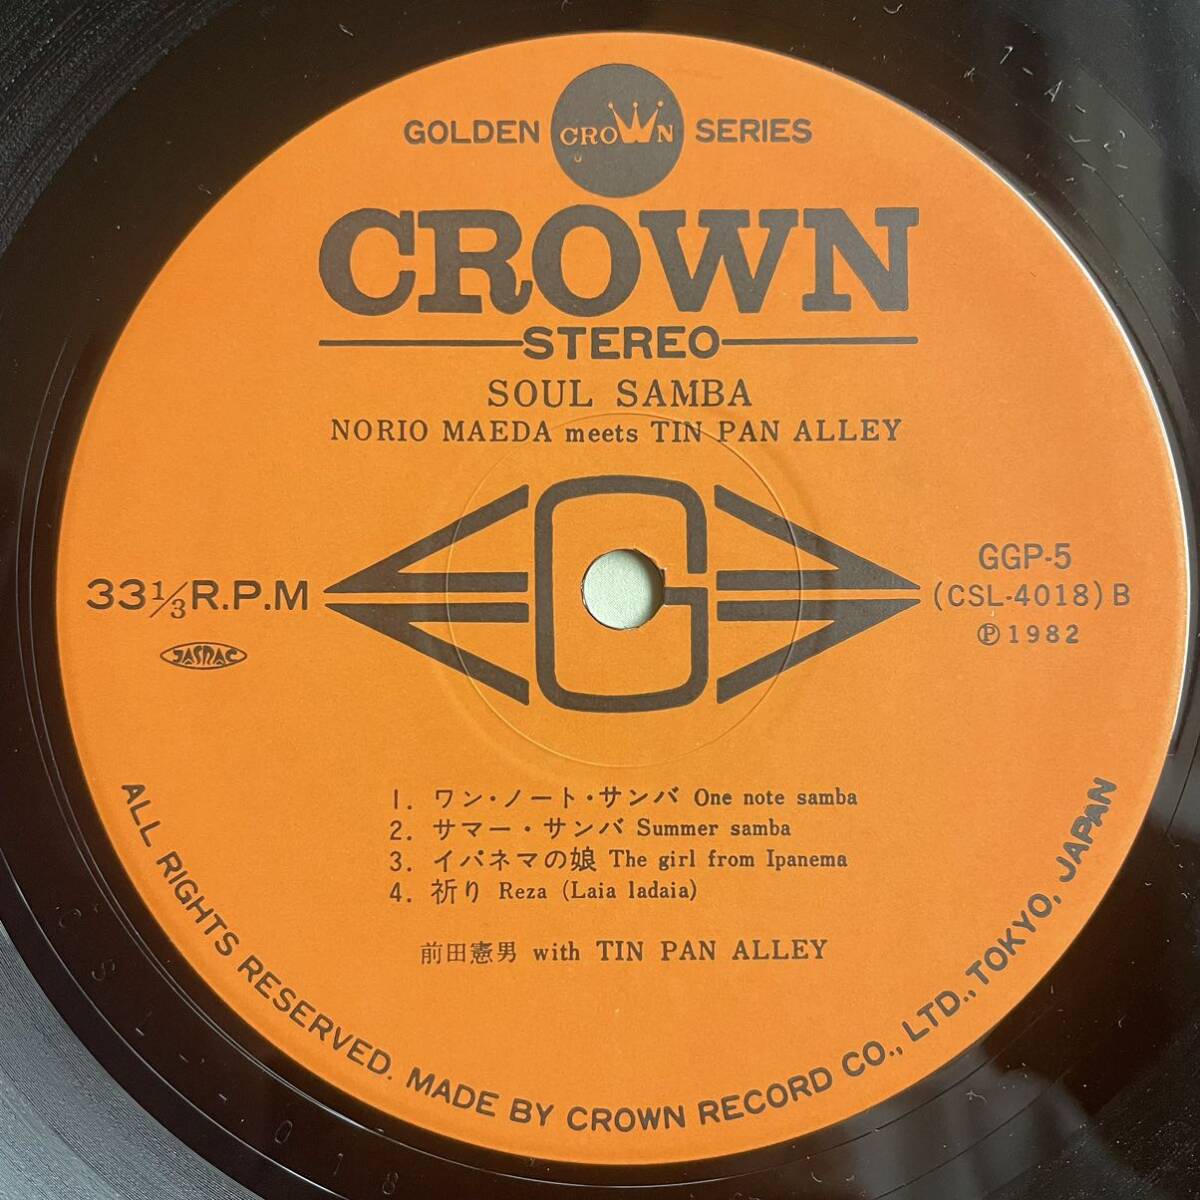 GOLDEN CROWN SERIES
CROWN
STEREO
SOUL SAMBA
NORIO MAEDA meets TIN PAN ALLEY
33 1/3 R.P.M
JASRAC
G
GGP-5
(CSL-4018) B
Ⓟ 1982
1. ワン・ノート・サンバ One note samba
2. サマー・サンバ Summer samba
3. イパネマの娘 The girl from Ipanema
4. 祈り Reza (Laia ladaia)
前田憲男 with TIN PAN ALLEY
ALL RIGHTS RESERVED. MADE BY CROWN RECORD CO., LTD., TOKYO, JAPAN